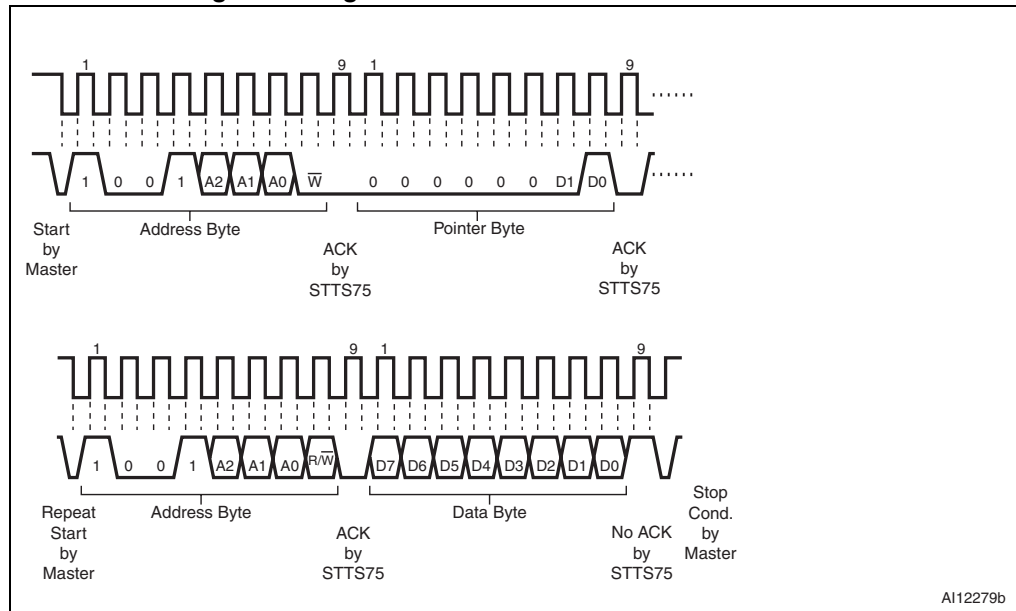 1 9 1 9
1 0 0 1 A2 A1 A0 W̅ 0 0 0 0 0 0 D1 D0
Address Byte Pointer Byte
Start
by
Master
ACK
by
STTS75
ACK
by
STTS75
1 9 1 9
1 0 0 1 A2 A1 A0 R/W̅ D7 D6 D5 D4 D3 D2 D1 D0
Address Byte Data Byte
Repeat
Start
by
Master
ACK
by
STTS75
No ACK
by
STTS75
Stop
Cond.
by
Master
AI12279b